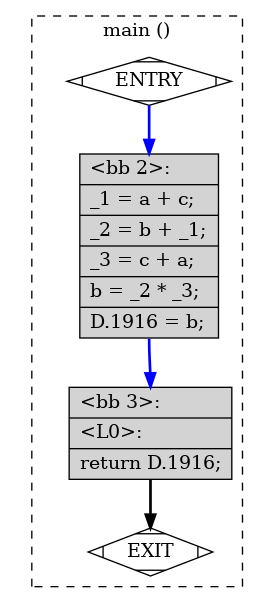 main ()
ENTRY
<bb 2>:
_1 = a + c;
_2 = b + _1;
_3 = c + a;
b = _2 * _3;
D.1916 = b;
<bb 3>:
<L0>:
return D.1916;
EXIT